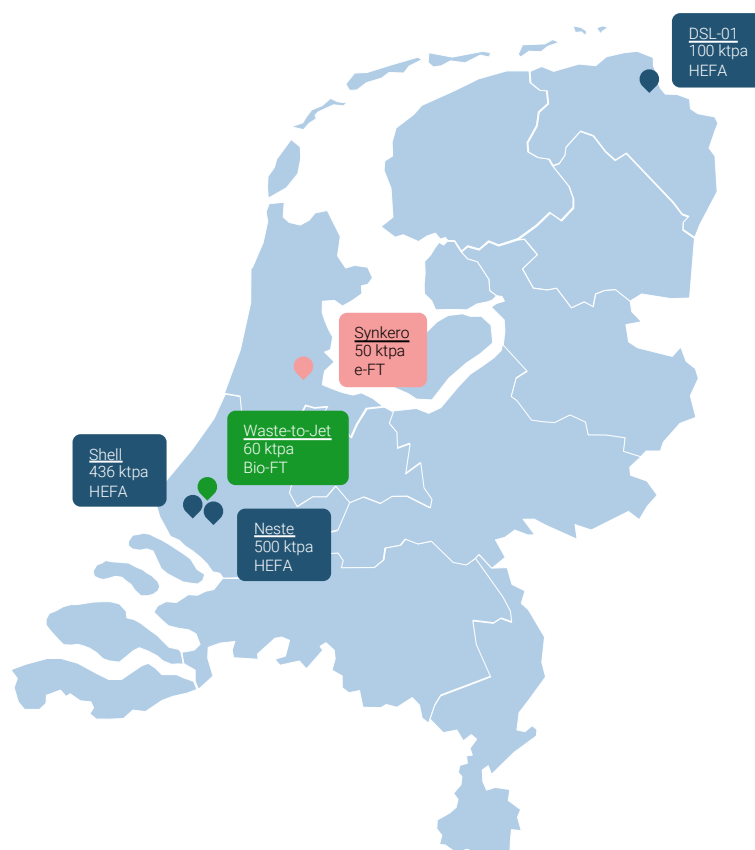 DSL-01
100 ktpa
HEFA
Synkero
50 ktpa
e-FT
Waste-to-Jet
60 ktpa
Bio-FT
Shell
436 ktpa
HEFA
Neste
500 ktpa
HEFA